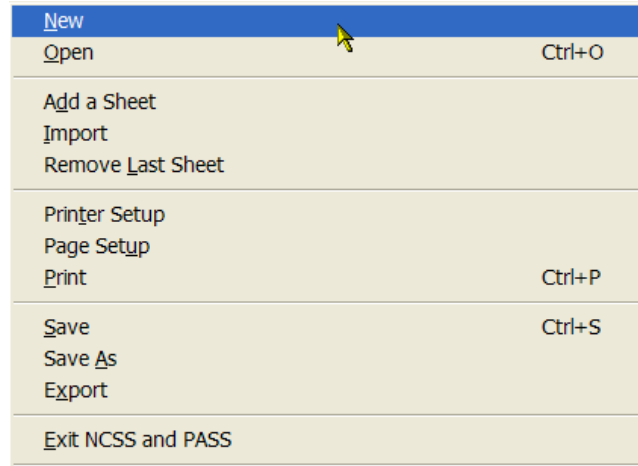 New
Open Ctrl+O
Add a Sheet
Import
Remove Last Sheet
Printer Setup
Page Setup
Print Ctrl+P
Save Ctrl+S
Save As
Export
Exit NCSS and PASS